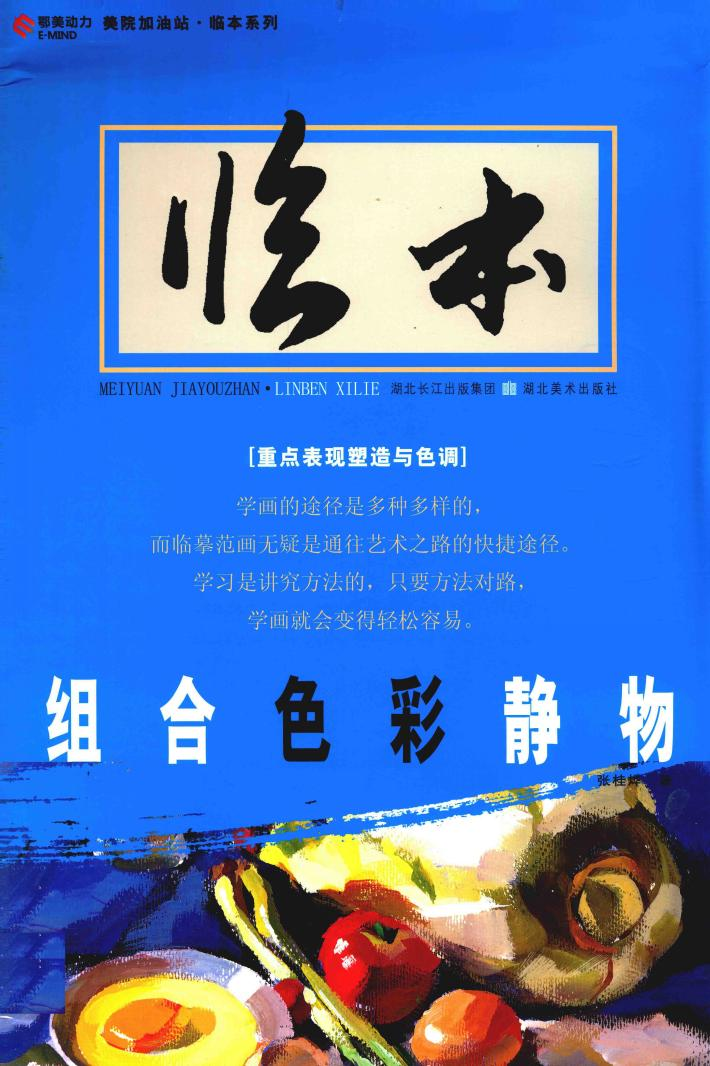 鄂美动力
E-MIND
美院加油站·临本系列
临本
MEIYUAN JIAYOUZHAN·LINBEN XILIE 湖北长江出版集团 湖北美术出版社
[重点表现塑造与色调]
学画的途径是多种多样的，
而临摹范画无疑是通往艺术之路的快捷途径。
学习是讲究方法的，只要方法对路，
学画就会变得轻松容易。
组合色彩静物
张桂